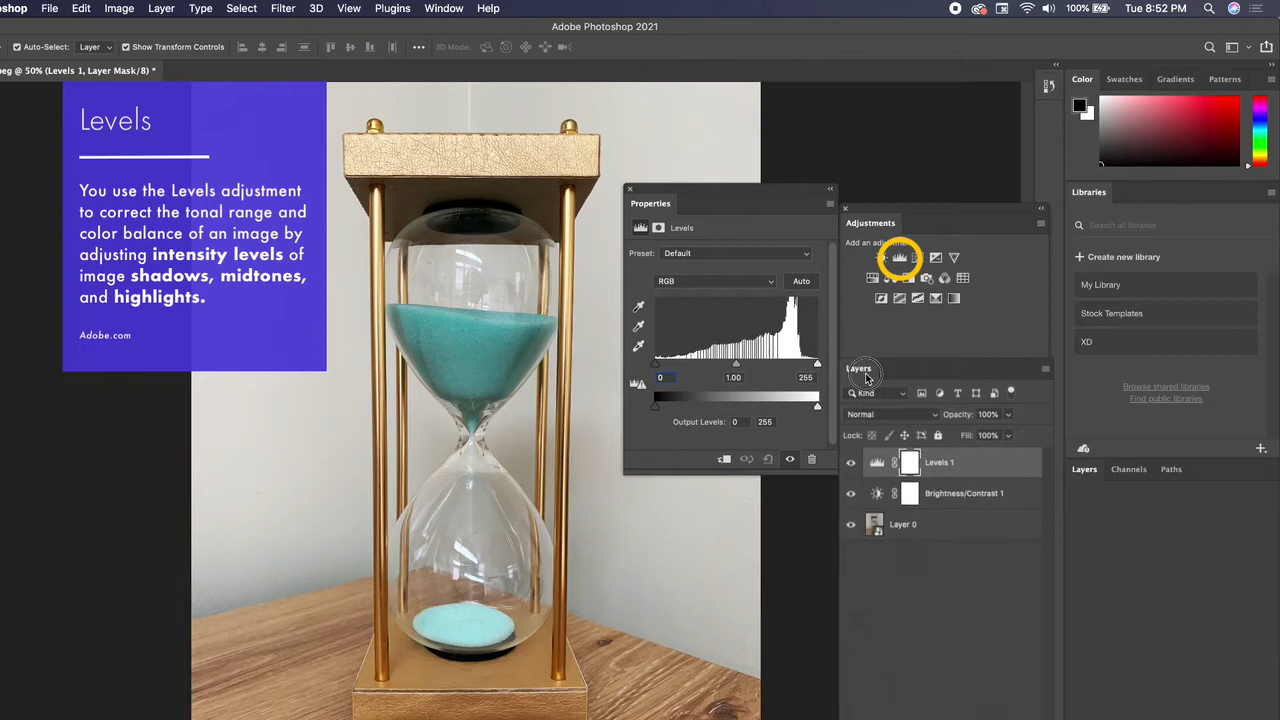 oshop File Edit Image Layer Type Select Filter 3D View Plugins Window Help 100% Tue 8:52 PM
Adobe Photoshop 2021
Auto-Select: Layer Show Transform Controls 3D Mode:
peg @ 50% (Levels 1, Layer Mask/8) *
Levels
You use the Levels adjustment
to correct the tonal range and
color balance of an image by
adjusting intensity levels of
image shadows, midtones,
and highlights.
Adobe.com
Properties
Levels
Preset: Default
RGB Auto
0 1.00 255
Output Levels: 0 255
Adjustments
Add an adjustment
Layers
Kind
Normal Opacity: 100%
Lock: Fill: 100%
Levels 1
Brightness/Contrast 1
Layer 0
Color Swatches Gradients Patterns
Libraries
Search all libraries
Create new library
My Library
Stock Templates
XD
Browse shared libraries
Find public libraries
Layers Channels Paths